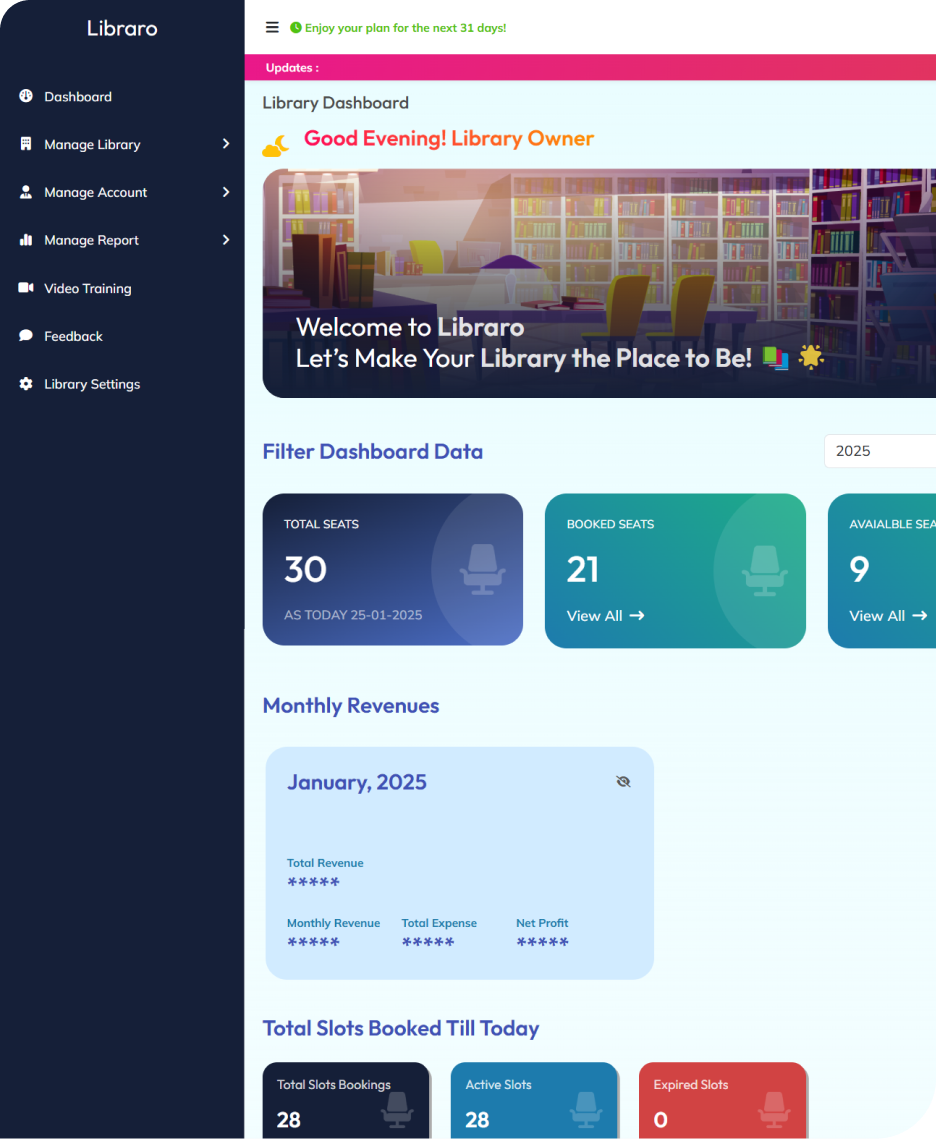 Libraro
Enjoy your plan for the next 31 days!
Updates :
Dashboard
Manage Library
Manage Account
Manage Report
Video Training
Feedback
Library Settings
Library Dashboard
Good Evening! Library Owner
Welcome to Libraro
Let's Make Your Library the Place to Be!
Filter Dashboard Data
2025
TOTAL SEATS
30
AS TODAY 25-01-2025
BOOKED SEATS
21
View All →
AVAIALBLE SEA
9
View All →
Monthly Revenues
January, 2025
Total Revenue
*****
Monthly Revenue Total Expense Net Profit
***** ***** *****
Total Slots Booked Till Today
Total Slots Bookings
28
Active Slots
28
Expired Slots
0